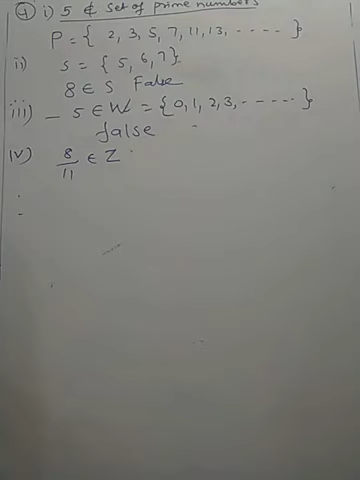 4 i) 5 ∉ Set of prime numbers
P = { 2, 3, 5, 7, 11, 13, ----- }
ii) S = { 5, 6, 7 }
8 ∈ S False
iii) - 5 ∈ W = { 0, 1, 2, 3, ------ }
false
iv) 8/11 ∈ Z